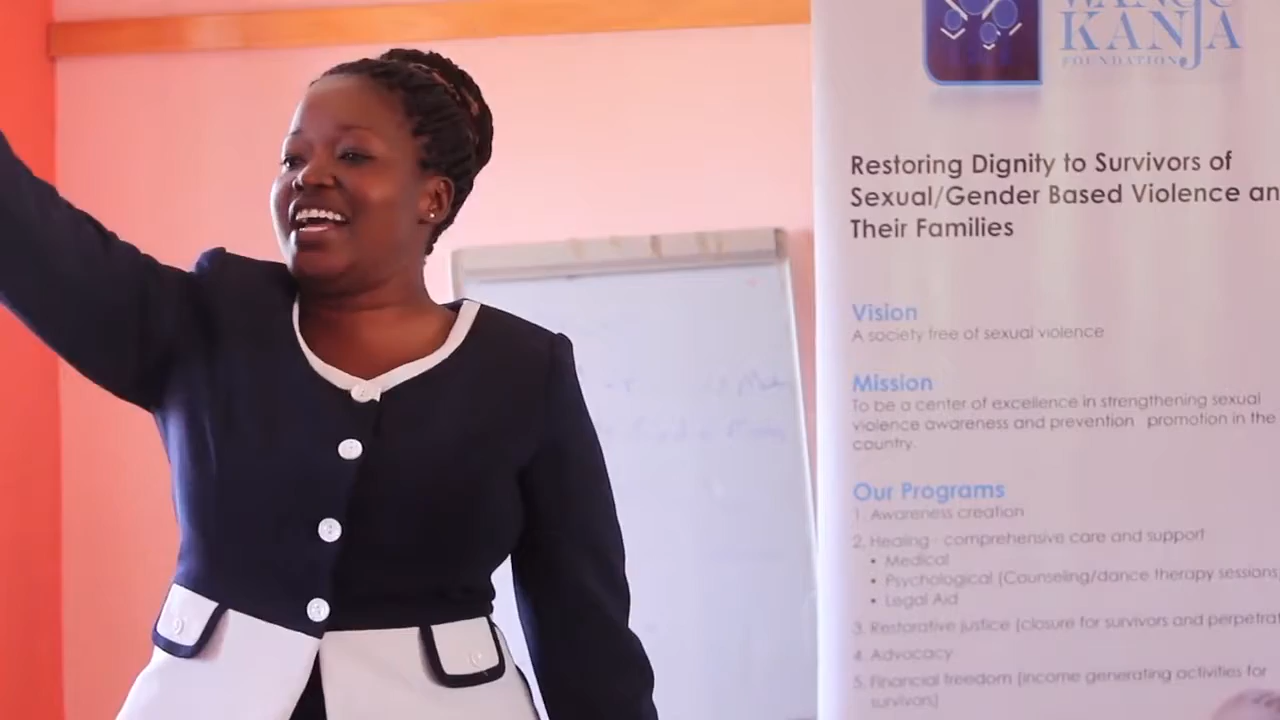 WANGU
KANJA
FOUNDATION
Restoring Dignity to Survivors of
Sexual/Gender Based Violence an
Their Families
Vision
A society free of sexual violence
Mission
To be a center of excellence in strengthening sexual
violence awareness and prevention promotion in the
country.
Our Programs
1. Awareness creation
2. Healing - comprehensive care and support
• Medical
• Psychological (Counseling/dance therapy sessions)
• Legal Aid
3. Restorative justice (closure for survivors and perpetrat
4. Advocacy
5. Financial freedom (income generating activities for
survivors)